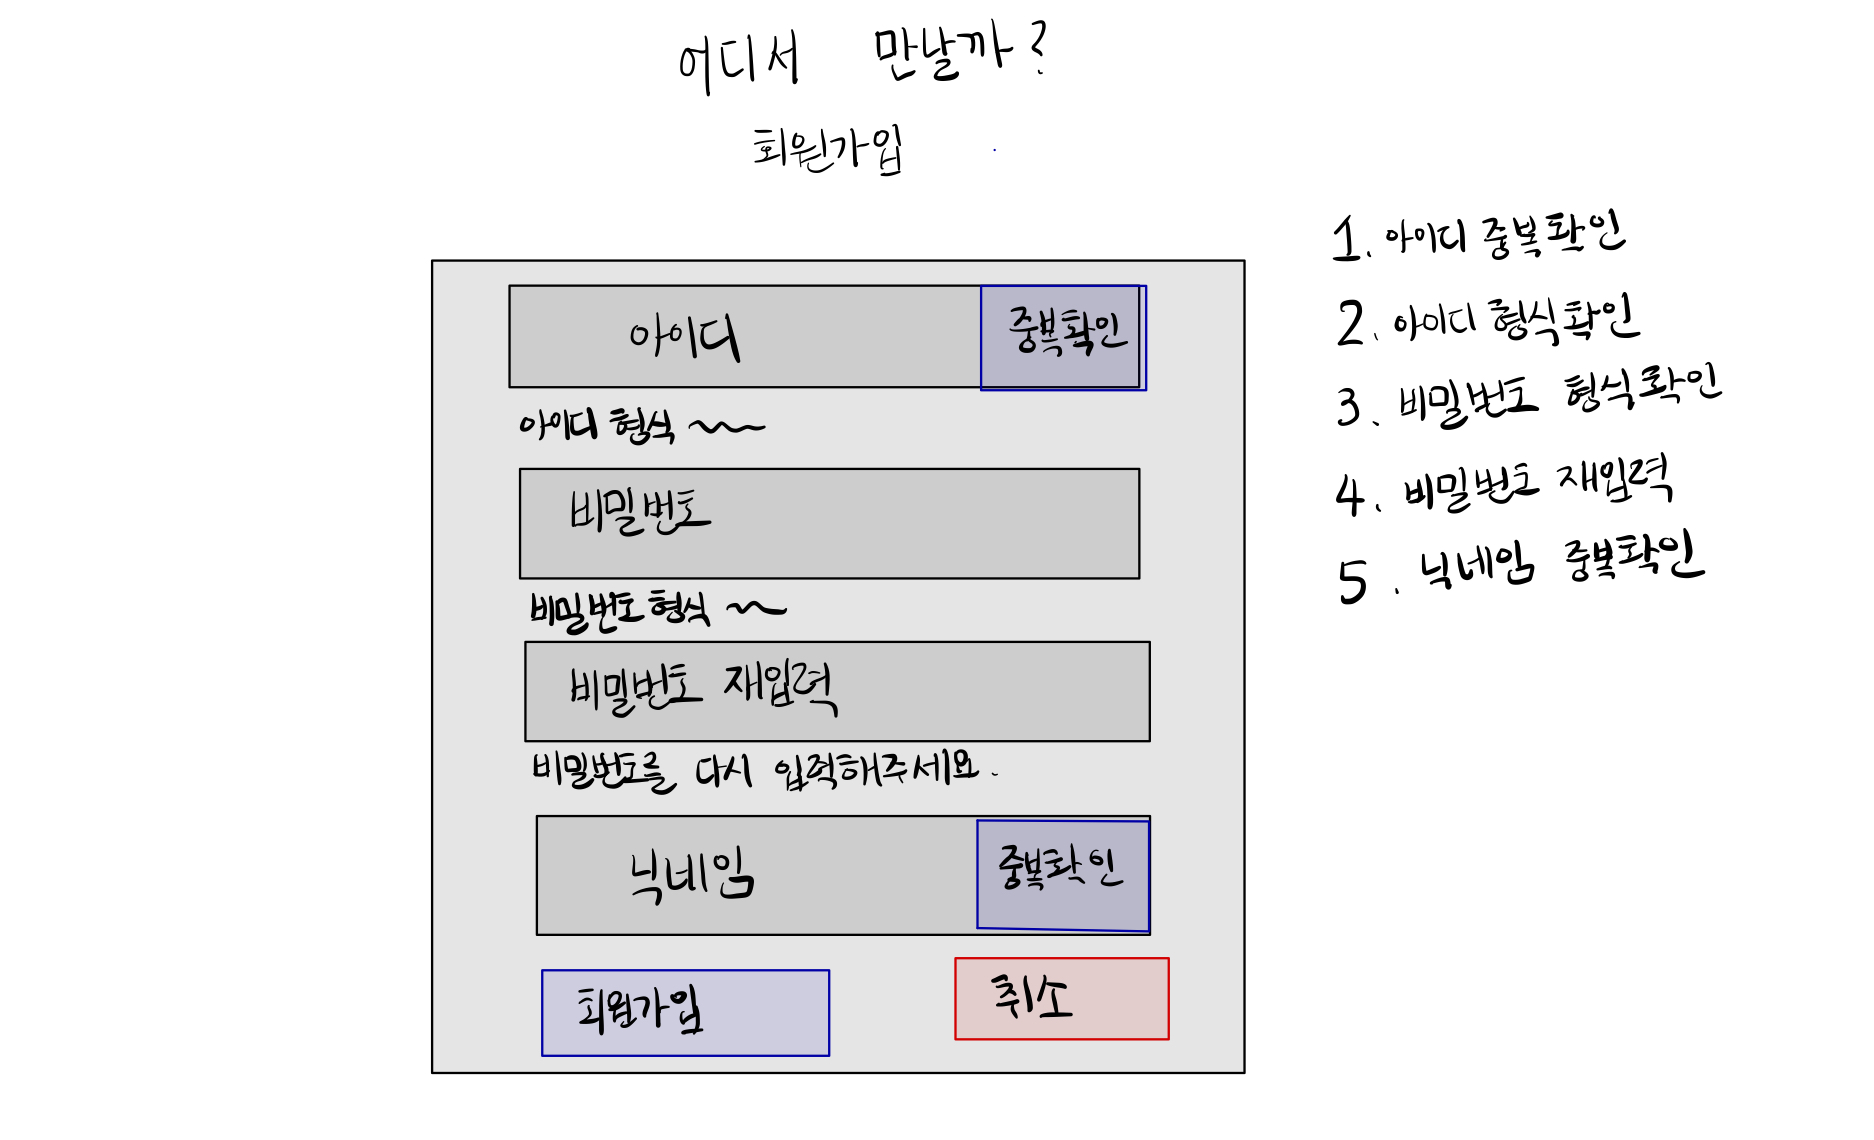 어디서 만날까?
회원가입
아이디 중복확인
아이디 형식 ~~
비밀번호
비밀번호 형식 ~~
비밀번호 재입력
비밀번호를 다시 입력해주세요.
닉네임 중복확인
회원가입 취소
1. 아이디 중복확인
2. 아이디 형식확인
3. 비밀번호 형식확인
4. 비밀번호 재입력
5. 닉네임 중복확인